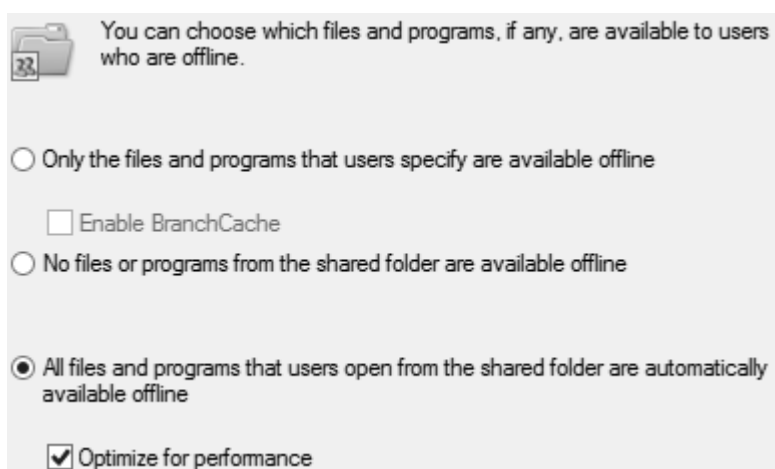 You can choose which files and programs, if any, are available to users
who are offline.
Only the files and programs that users specify are available offline
Enable BranchCache
No files or programs from the shared folder are available offline
All files and programs that users open from the shared folder are automatically
available offline
Optimize for performance